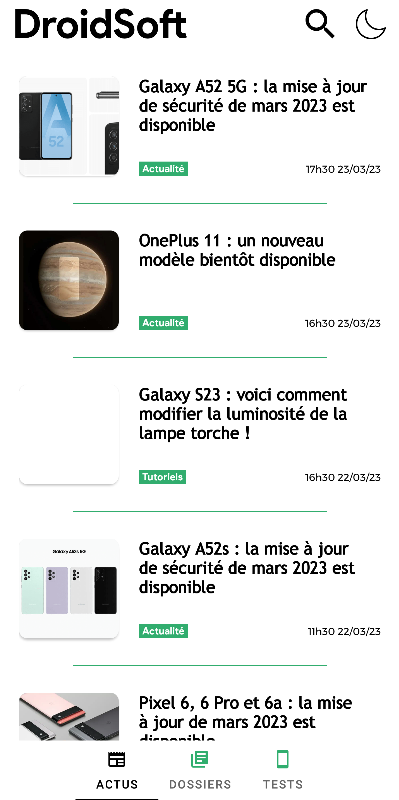 DroidSoft
Galaxy A52 5G : la mise à jour
de sécurité de mars 2023 est
disponible
Actualité
17h30 23/03/23
OnePlus 11 : un nouveau
modèle bientôt disponible
Actualité
16h30 23/03/23
Galaxy S23 : voici comment
modifier la luminosité de la
lampe torche !
Tutoriels
16h30 22/03/23
Galaxy A52s 5G
Galaxy A52s : la mise à jour
de sécurité de mars 2023 est
disponible
Actualité
11h30 22/03/23
Pixel 6, 6 Pro et 6a : la mise
à jour de mars 2023 est
disponible
ACTUS
DOSSIERS
TESTS